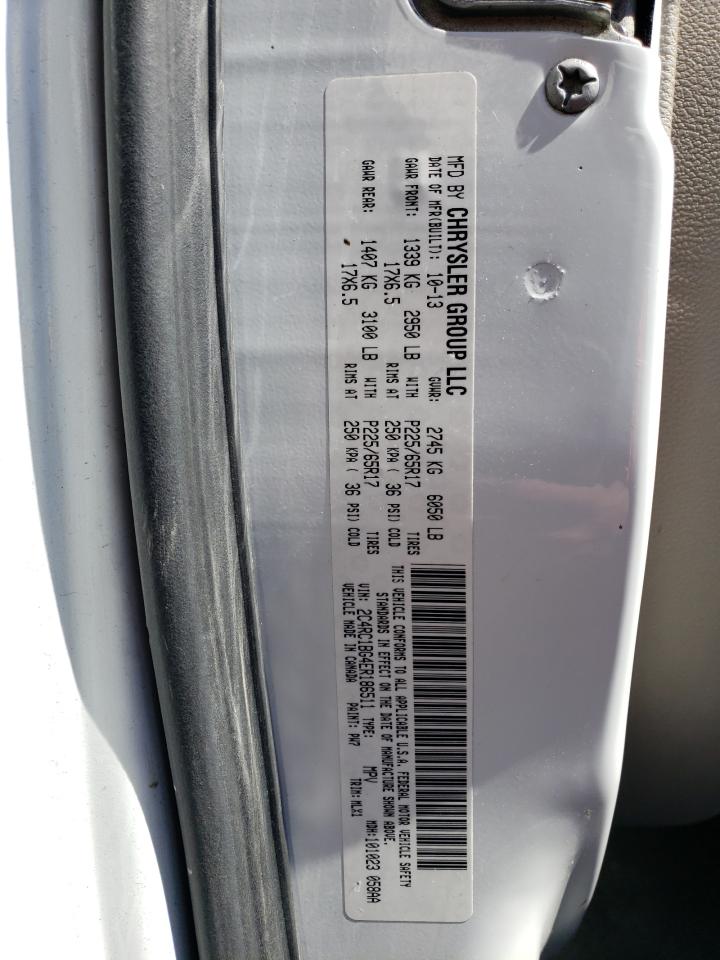 MFD BY CHRYSLER GROUP LLC
DATE OF MFR(BUILT): 10-13 GVWR: 2745 KG 6050 LB
GAWR FRONT: 1339 KG 2950 LB WITH P225/65R17 TIRES
17X6.5 RIMS AT 250 KPA ( 36 PSI) COLD
GAWR REAR: 1407 KG 3100 LB WITH P225/65R17 TIRES
17X6.5 RIMS AT 250 KPA ( 36 PSI) COLD
THIS VEHICLE CONFORMS TO ALL APPLICABLE U.S.A. FEDERAL MOTOR VEHICLE SAFETY
STANDARDS IN EFFECT ON THE DATE OF MANUFACTURE SHOWN ABOVE.
VIN: 2C4RC1BG4ER186511 TYPE: MPV MDH:101023 058AA
VEHICLE MADE IN CANADA PAINT: PW7 TRIM:MLX1